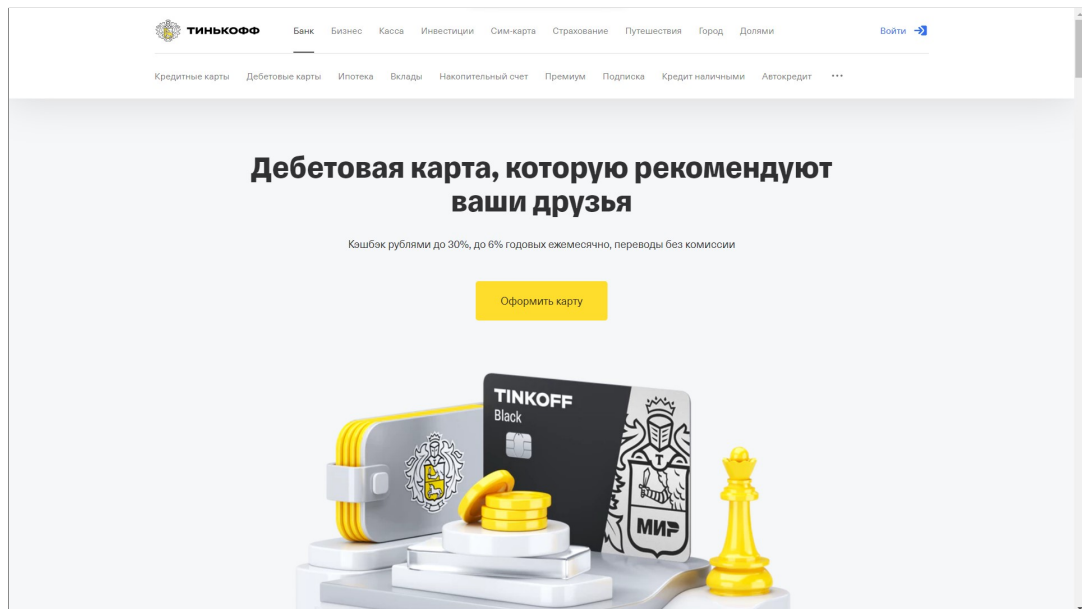 ТИНЬКОФФ Банк Бизнес Касса Инвестиции Сим-карта Страхование Путешествия Город Долями Войти
Кредитные карты Дебетовые карты Ипотека Вклады Накопительный счет Премиум Подписка Кредит наличными Автокредит ...
Дебетовая карта, которую рекомендуют
ваши друзья
Кэшбэк рублями до 30%, до 6% годовых ежемесячно, переводы без комиссии
Оформить карту
TINKOFF
Black
Т
МИР